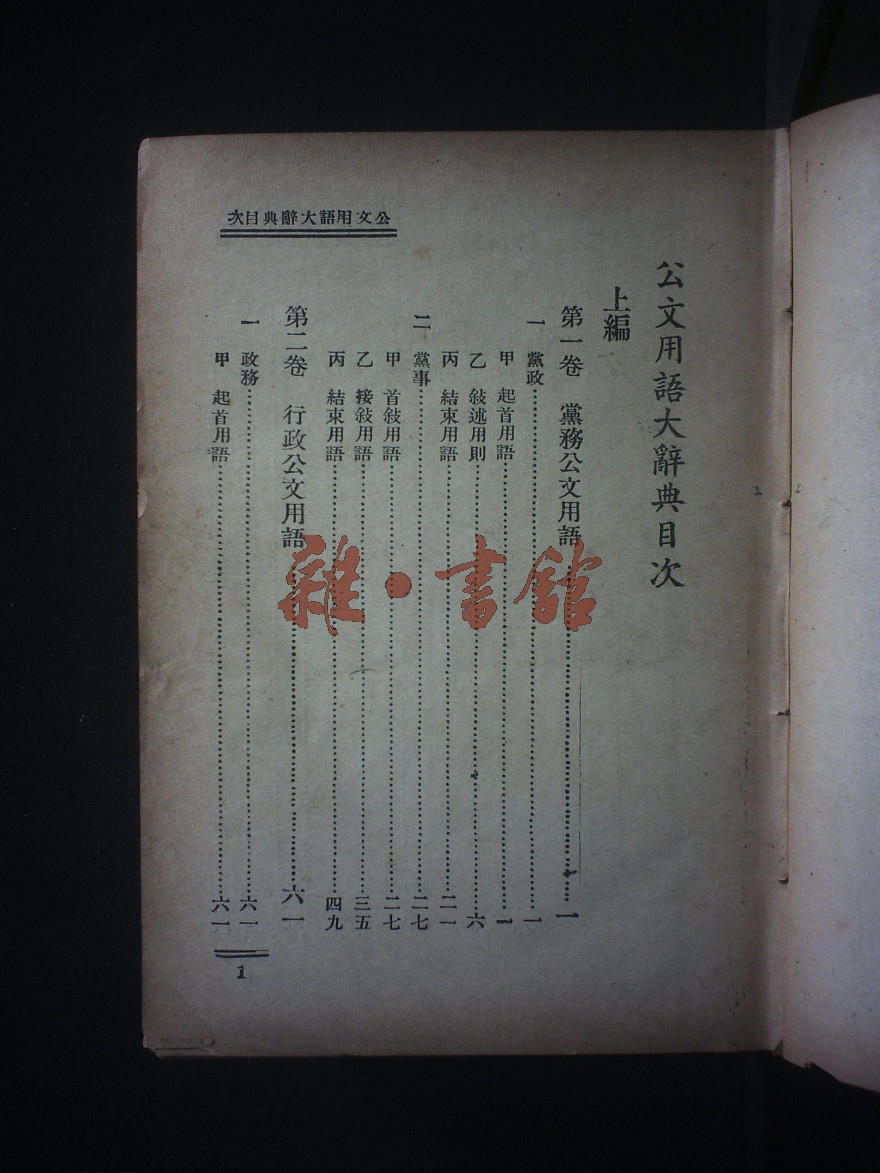 公文用語大辭典目次
公文用語大辭典目次
上編
第一卷 黨務公文用語……一
一 黨政……一
甲 起首用語……一
乙 敍述用則……六
丙 結束用語……二一
二 黨事……二七
甲 首敍用語……二七
乙 接敍用語……三五
丙 結束用語……四九
第二卷 行政公文用語……六一
一 政務……六一
甲 起首用語……六一
1
雜·書館